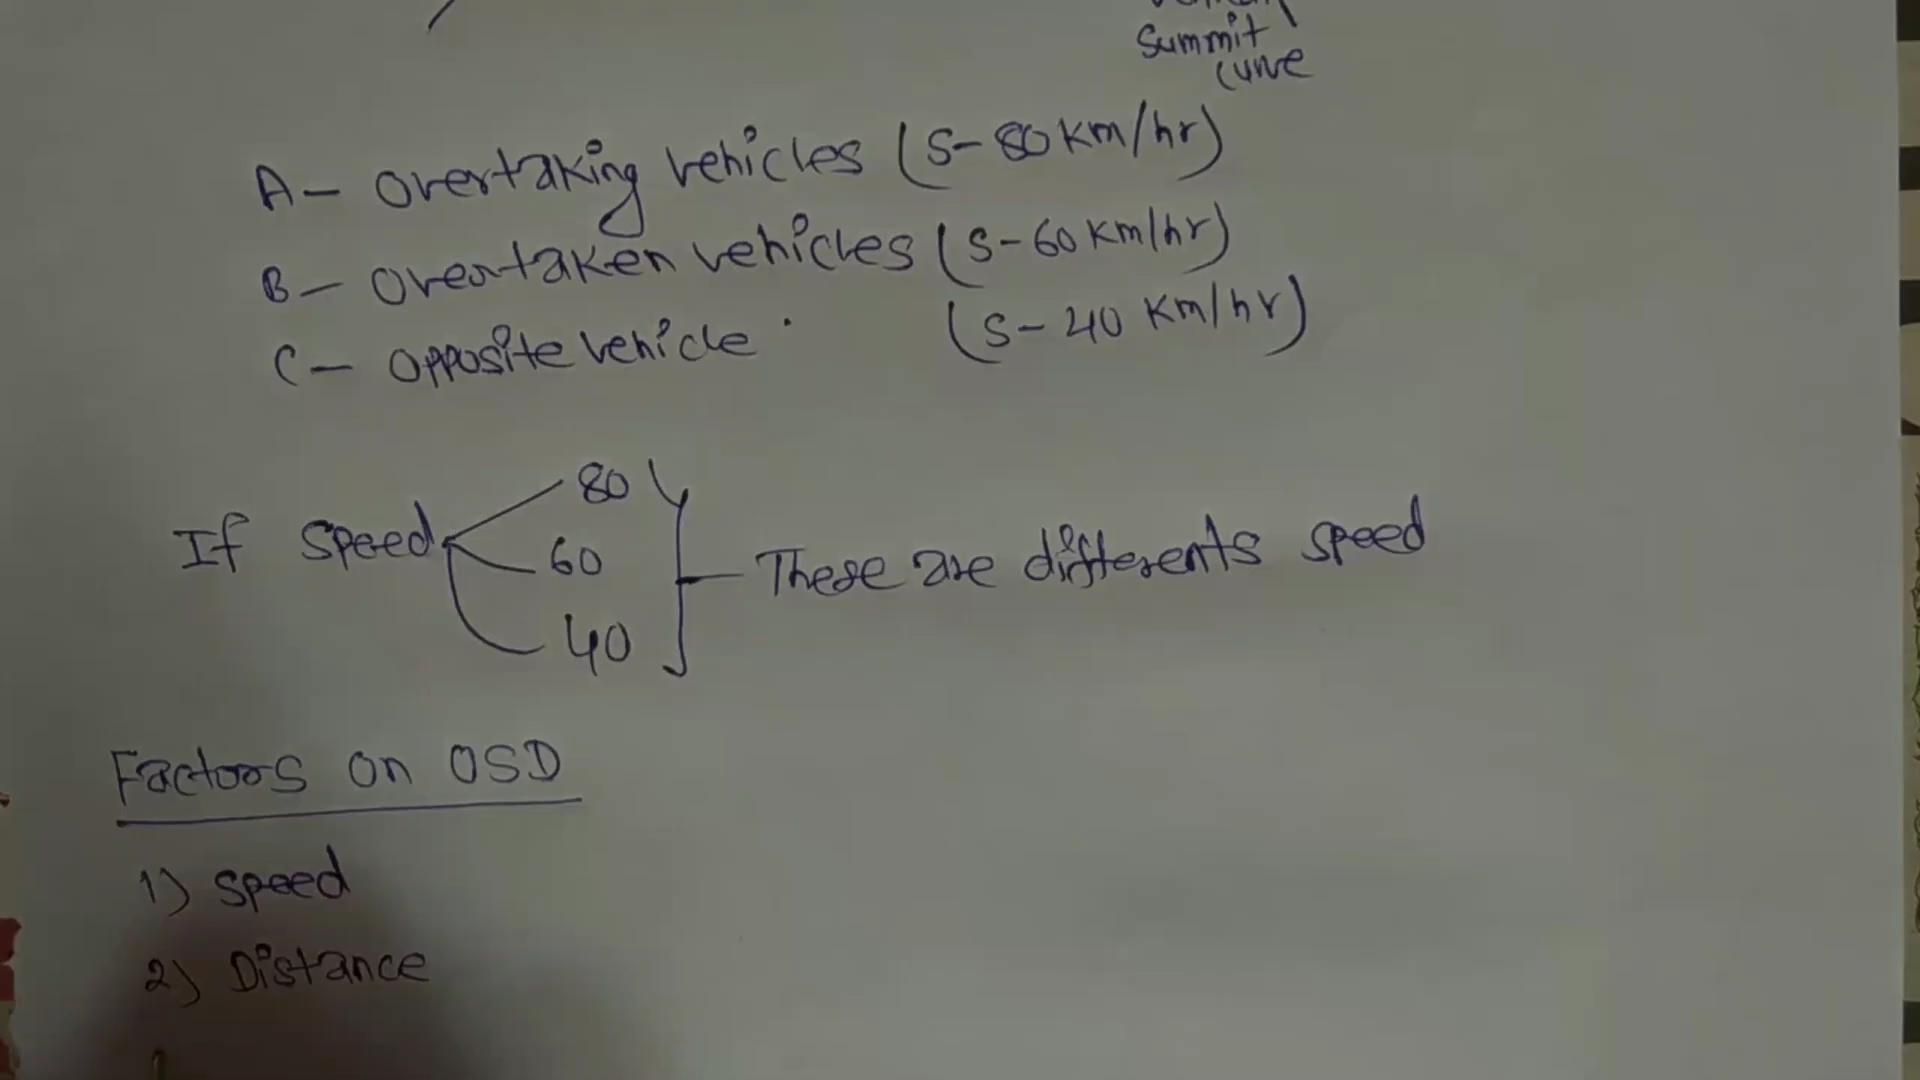 Summit
curve
A - Overtaking vehicles (S-80 km/hr)
B - Overtaken vehicles (S-60 km/hr)
C - Opposite vehicle (S-40 km/hr)
80
If speed 60 These are differents speed
40
Factors on OSD
1) speed
2) Distance